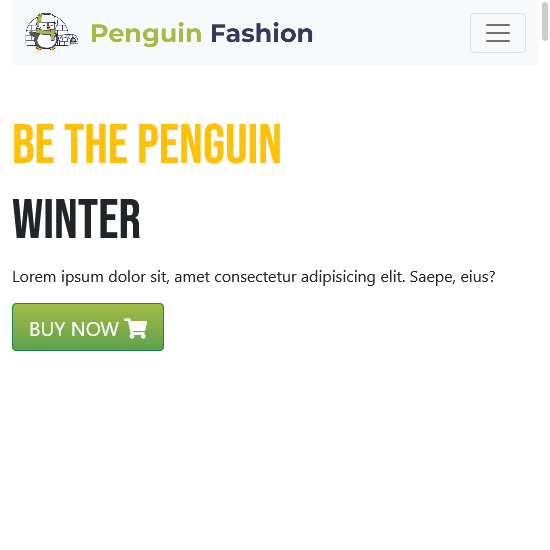 Penguin Fashion
BE THE PENGUIN
WINTER
Lorem ipsum dolor sit, amet consectetur adipisicing elit. Saepe, eius?
BUY NOW